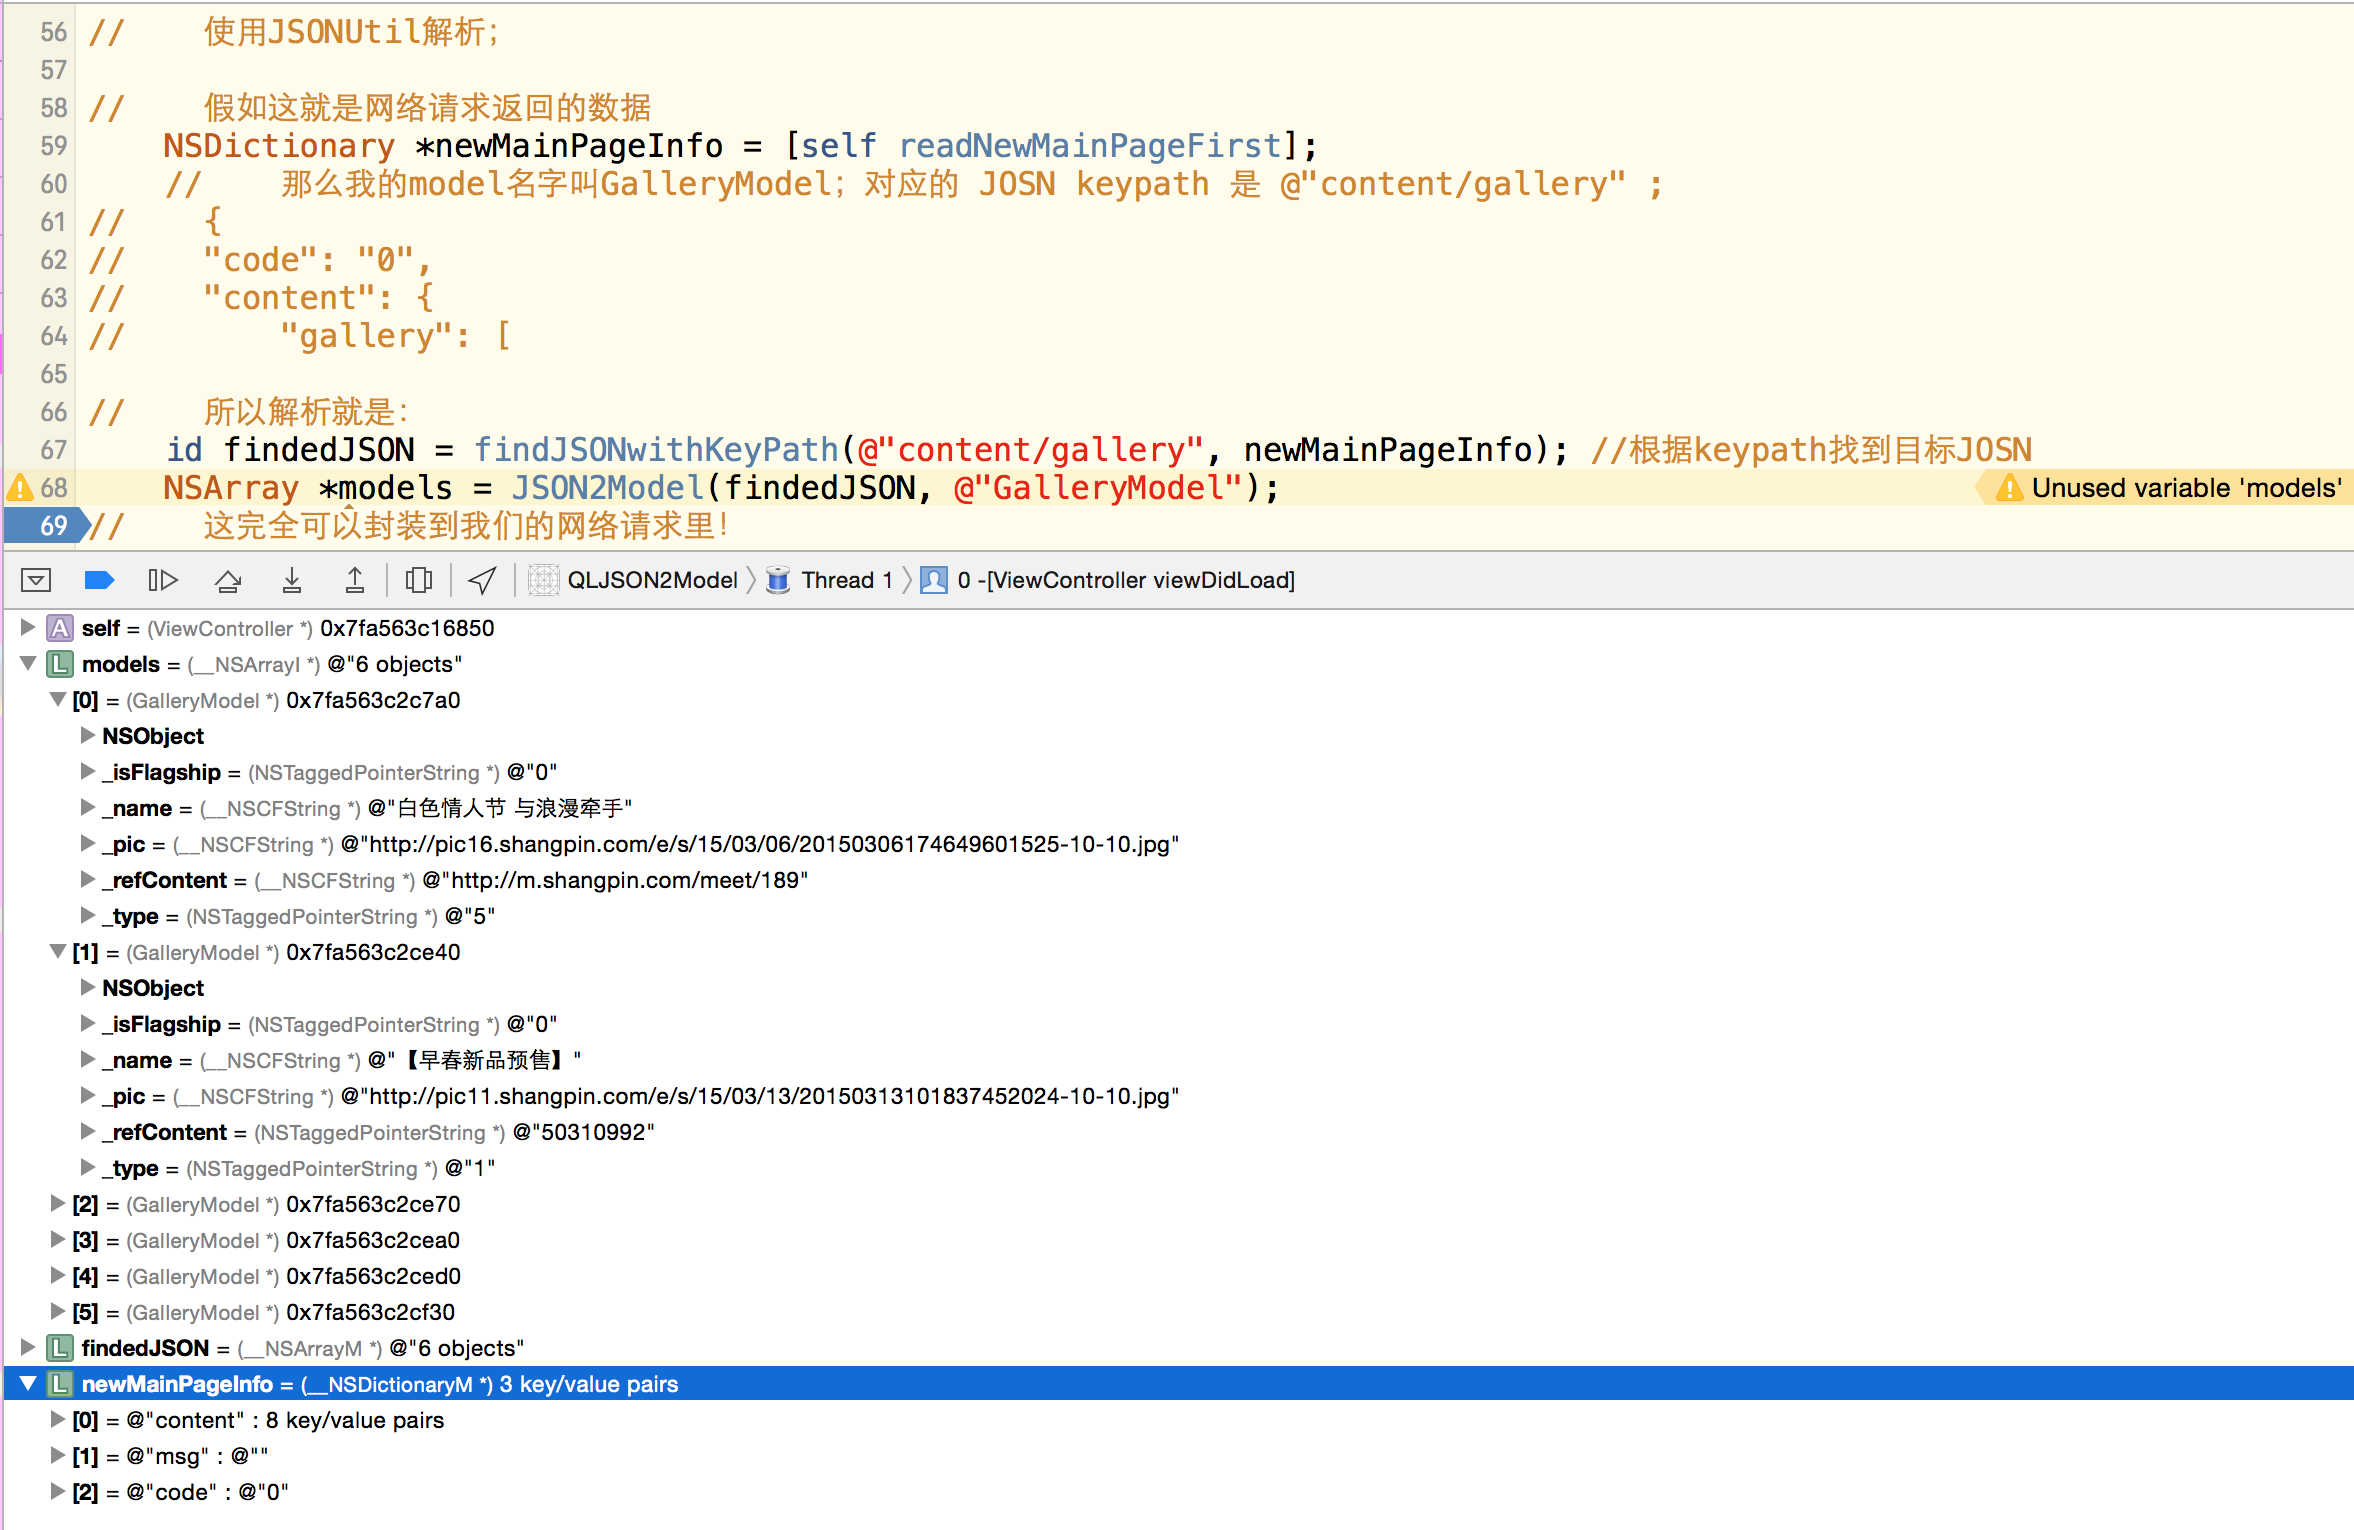 56 //    使用JSONUtil解析;
57
58 //    假如这就是网络请求返回的数据
59    NSDictionary *newMainPageInfo = [self readNewMainPageFirst];
60    //    那么我的model名字叫GalleryModel; 对应的 JOSN keypath 是 @"content/gallery" ;
61 //    {
62 //    "code": "0",
63 //    "content": {
64 //        "gallery": [
65
66 //    所以解析就是:
67    id findedJSON = findJSONwithKeyPath(@"content/gallery", newMainPageInfo); //根据keypath找到目标JOSN
68    NSArray *models = JSON2Model(findedJSON, @"GalleryModel"); Unused variable 'models'
69 //    这完全可以封装到我们的网络请求里!
QLJSON2Model Thread 1 0 -[ViewController viewDidLoad]
A self = (ViewController *) 0x7fa563c16850
L models = (__NSArrayI *) @"6 objects"
[0] = (GalleryModel *) 0x7fa563c2c7a0
NSObject
_isFlagship = (NSTaggedPointerString *) @"0"
_name = (__NSCFString *) @"白色情人节 与浪漫牵手"
_pic = (__NSCFString *) @"http://pic16.shangpin.com/e/s/15/03/06/20150306174649601525-10-10.jpg"
_refContent = (__NSCFString *) @"http://m.shangpin.com/meet/189"
_type = (NSTaggedPointerString *) @"5"
[1] = (GalleryModel *) 0x7fa563c2ce40
NSObject
_isFlagship = (NSTaggedPointerString *) @"0"
_name = (__NSCFString *) @"【早春新品预售】"
_pic = (__NSCFString *) @"http://pic11.shangpin.com/e/s/15/03/13/20150313101837452024-10-10.jpg"
_refContent = (NSTaggedPointerString *) @"50310992"
_type = (NSTaggedPointerString *) @"1"
[2] = (GalleryModel *) 0x7fa563c2ce70
[3] = (GalleryModel *) 0x7fa563c2cea0
[4] = (GalleryModel *) 0x7fa563c2ced0
[5] = (GalleryModel *) 0x7fa563c2cf30
L findedJSON = (__NSArrayM *) @"6 objects"
L newMainPageInfo = (__NSDictionaryM *) 3 key/value pairs
[0] = @"content" : 8 key/value pairs
[1] = @"msg" : @""
[2] = @"code" : @"0"